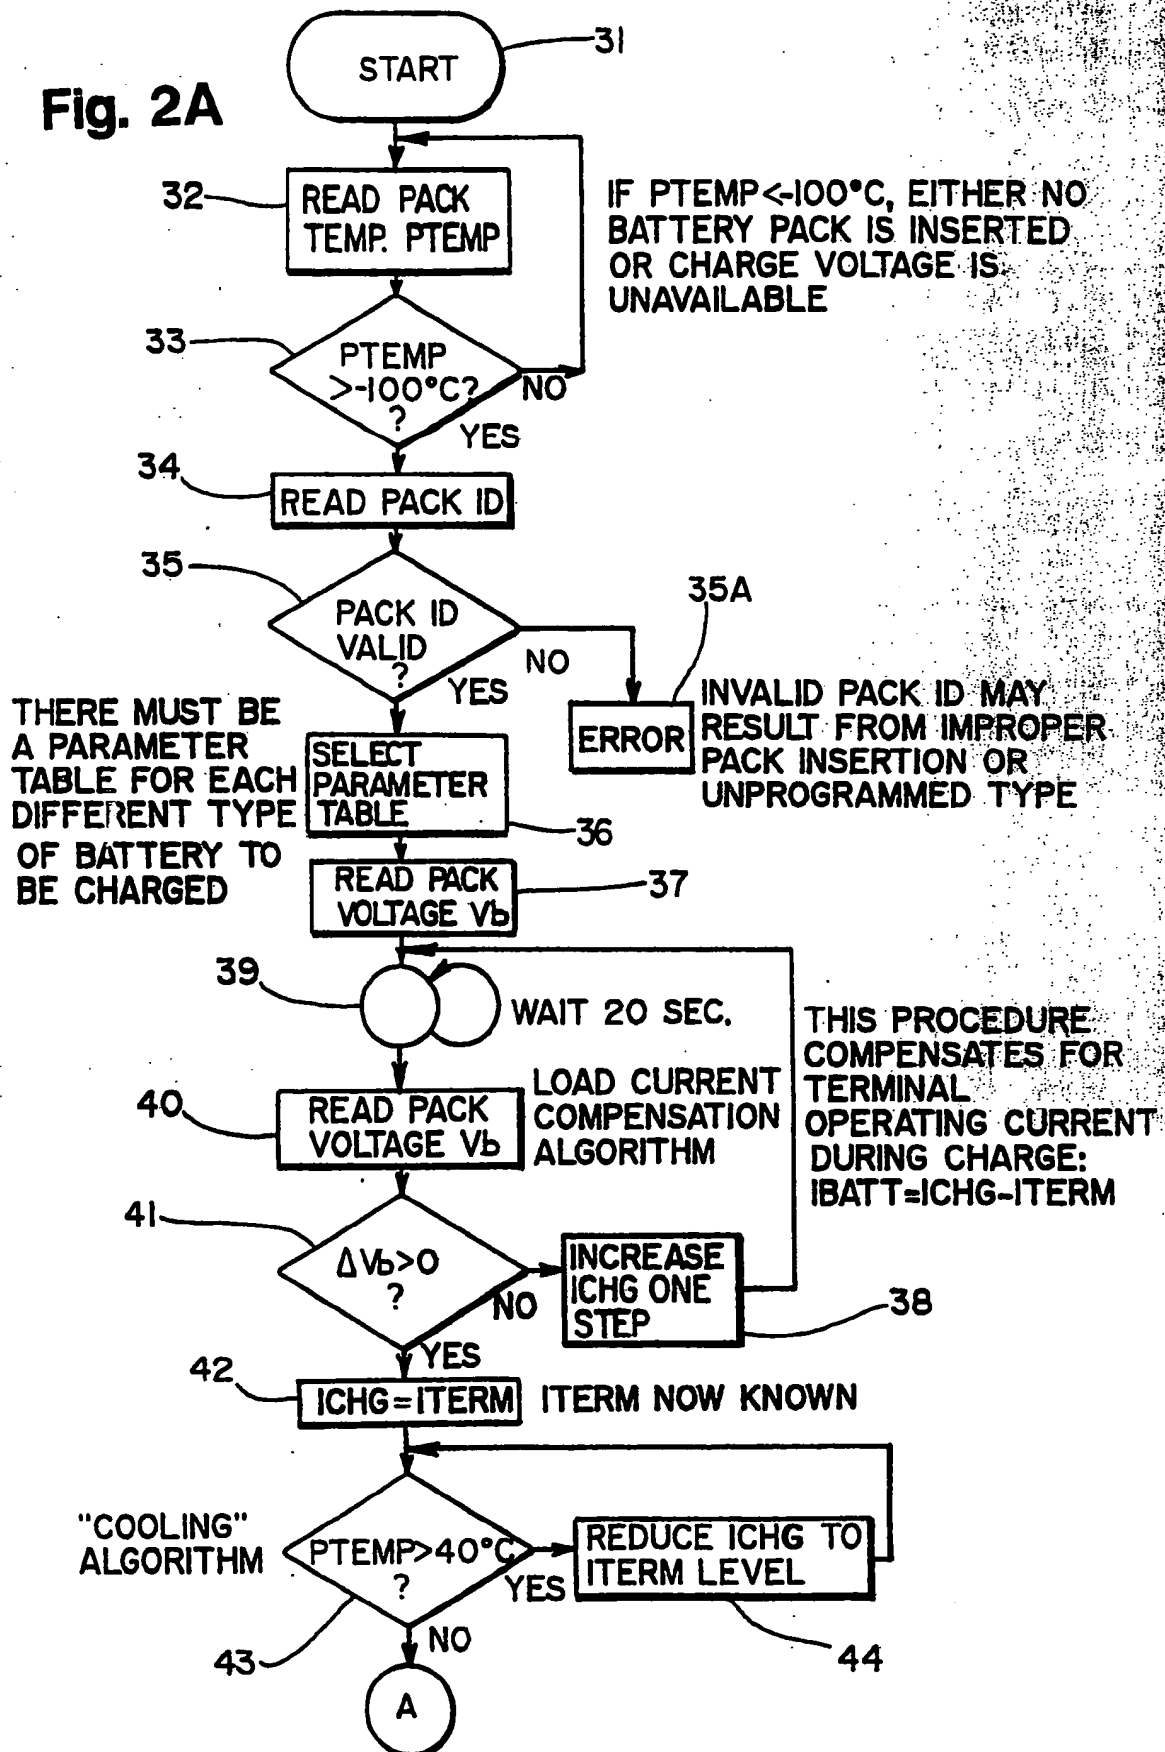 Fig. 2A
START
31
32
READ PACK
TEMP. PTEMP
IF PTEMP<-100°C, EITHER NO
BATTERY PACK IS INSERTED
OR CHARGE VOLTAGE IS
UNAVAILABLE
33
PTEMP
>-100°C?
?
NO
YES
34
READ PACK ID
35
PACK ID
VALID
?
NO
YES
35A
ERROR
INVALID PACK ID MAY
RESULT FROM IMPROPER
PACK INSERTION OR
UNPROGRAMMED TYPE
THERE MUST BE
A PARAMETER
TABLE FOR EACH
DIFFERENT TYPE
OF BATTERY TO
BE CHARGED
SELECT
PARAMETER
TABLE
36
READ PACK
VOLTAGE Vb
37
39
WAIT 20 SEC.
THIS PROCEDURE
COMPENSATES FOR
TERMINAL
OPERATING CURRENT
DURING CHARGE:
IBATT=ICHG-ITERM
40
READ PACK
VOLTAGE Vb
LOAD CURRENT
COMPENSATION
ALGORITHM
41
ΔVb>0
?
NO
YES
INCREASE
ICHG ONE
STEP
38
42
ICHG=ITERM
ITERM NOW KNOWN
"COOLING"
ALGORITHM
PTEMP>40°C
?
YES
NO
REDUCE ICHG TO
ITERM LEVEL
43
44
A